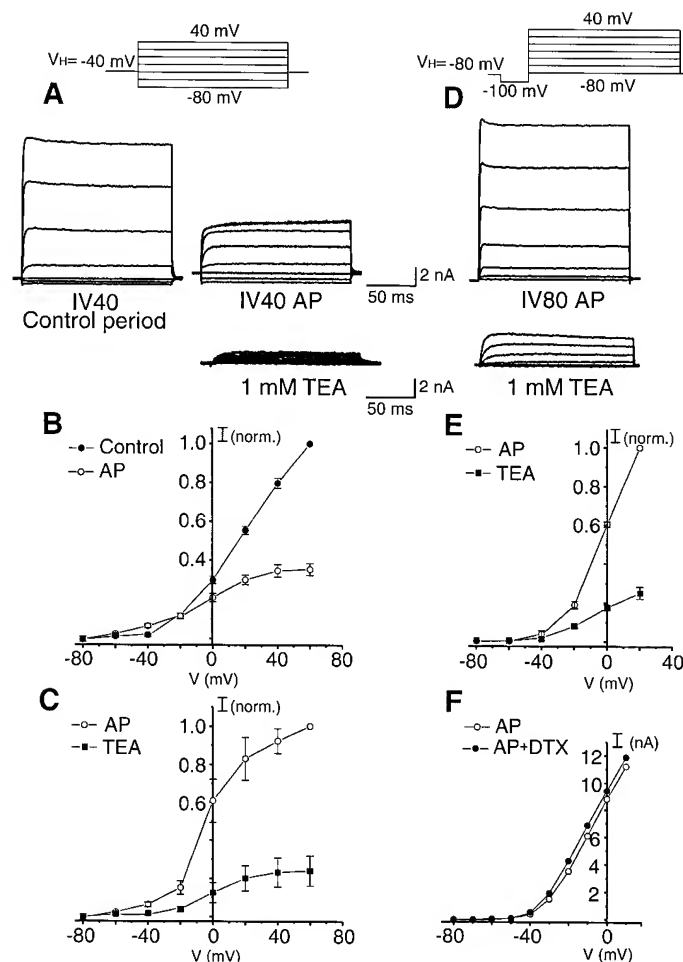 40 mV
VH= -40 mV
-80 mV
A
IV40
Control period
IV40 AP
2 nA
50 ms
1 mM TEA
2 nA
50 ms
40 mV
VH= -80 mV
-100 mV
-80 mV
D
IV80 AP
1 mM TEA
B
Control
AP
I (norm.)
1.0
0.8
0.6
0.4
-80
-40
0
40
80
V (mV)
C
AP
TEA
I (norm.)
1.0
0.8
0.6
-80
-40
0
40
80
V (mV)
E
AP
TEA
I (norm.)
1.0
0.8
0.6
-80
-40
0
40
V (mV)
F
AP
AP+DTX
I (nA)
12
10
8
6
4
2
-80
-40
0
V (mV)